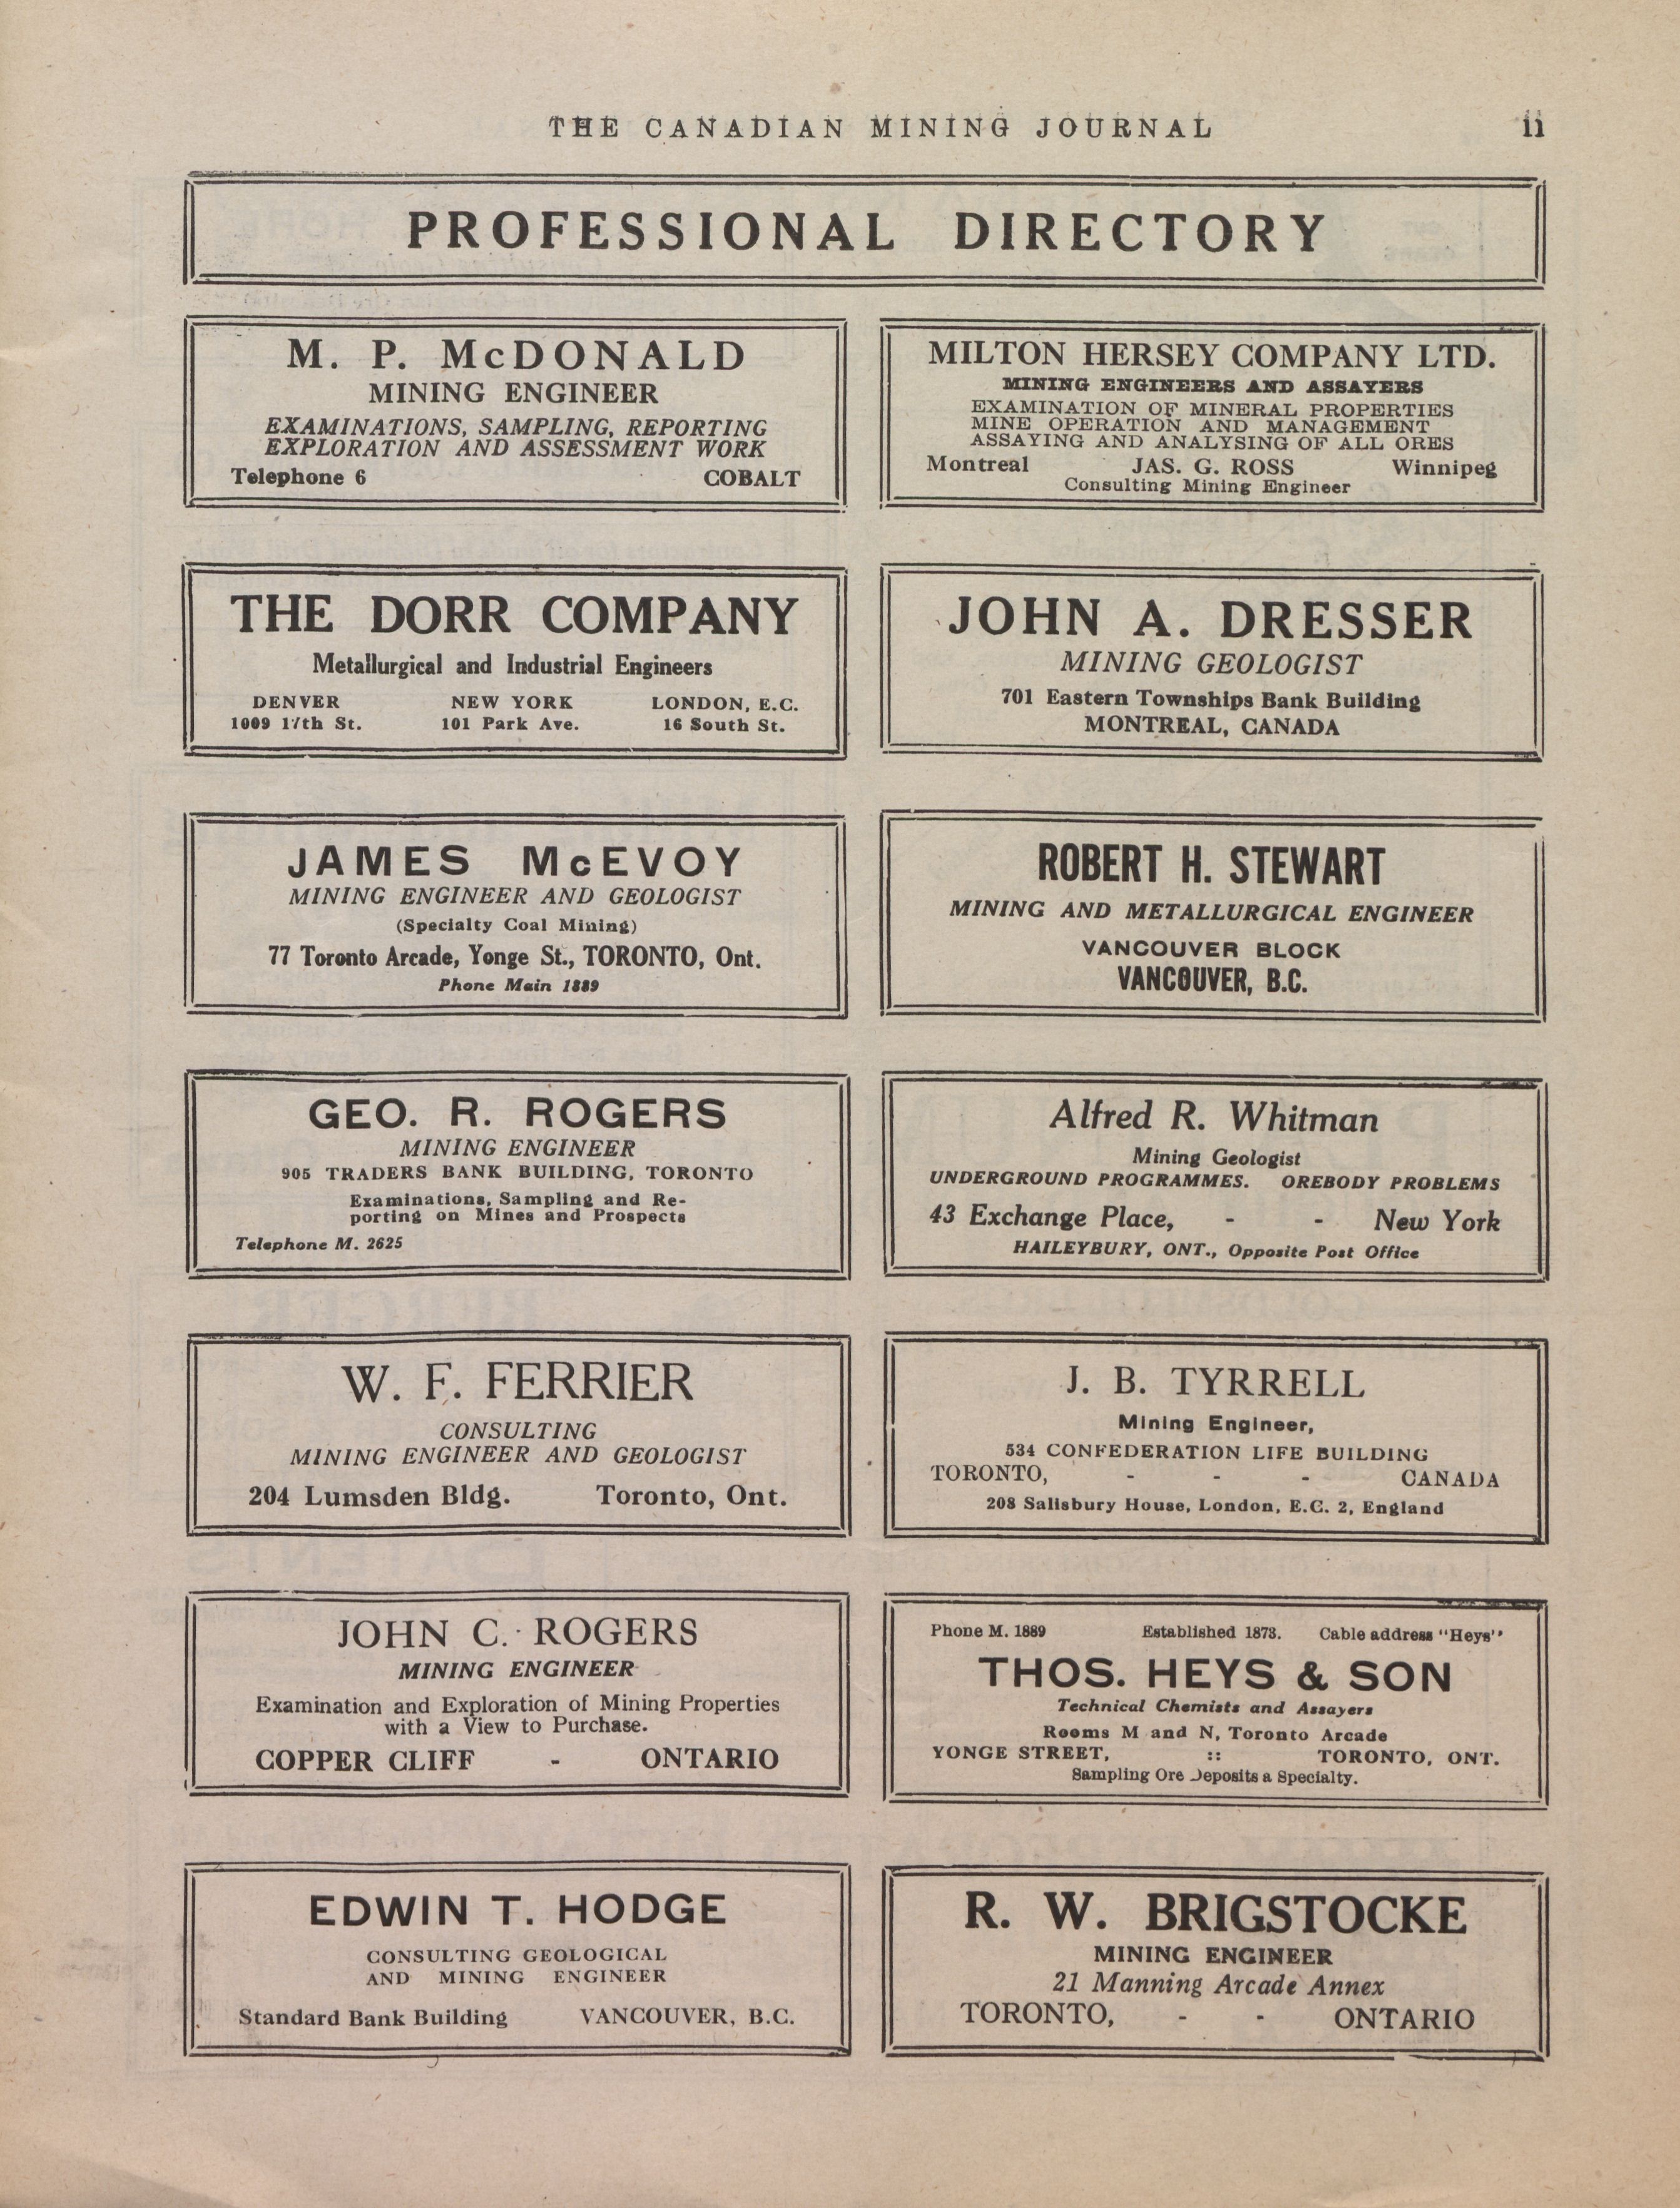 THE CANADIAN MINING JOURNAL 11
PROFESSIONAL DIRECTORY
M. P. McDONALD
MINING ENGINEER
EXAMINATIONS, SAMPLING, REPORTING
EXPLORATION AND ASSESSMENT WORK
Telephone 6 COBALT
MILTON HERSEY COMPANY LTD.
MINING ENGINEERS AND ASSAYERS
EXAMINATION OF MINERAL PROPERTIES
MINE OPERATION AND MANAGEMENT
ASSAYING AND ANALYSING OF ALL ORES
Montreal JAS. G. ROSS Winnipeg
Consulting Mining Engineer
THE DORR COMPANY
Metallurgical and Industrial Engineers
DENVER NEW YORK LONDON, E.C.
1009 17th St. 101 Park Ave. 16 South St.
JOHN A. DRESSER
MINING GEOLOGIST
701 Eastern Townships Bank Building
MONTREAL, CANADA
JAMES McEVOY
MINING ENGINEER AND GEOLOGIST
(Specialty Coal Mining)
77 Toronto Arcade, Yonge St., TORONTO, Ont.
Phone Main 1889
ROBERT H. STEWART
MINING AND METALLURGICAL ENGINEER
VANCOUVER BLOCK
VANCOUVER, B.C.
GEO. R. ROGERS
MINING ENGINEER
905 TRADERS BANK BUILDING, TORONTO
Examinations, Sampling and Re-
porting on Mines and Prospects
Telephone M. 2625
Alfred R. Whitman
Mining Geologist
UNDERGROUND PROGRAMMES. OREBODY PROBLEMS
43 Exchange Place, - - New York
HAILEYBURY, ONT., Opposite Post Office
W. F. FERRIER
CONSULTING
MINING ENGINEER AND GEOLOGIST
204 Lumsden Bldg. Toronto, Ont.
J. B. TYRRELL
Mining Engineer,
534 CONFEDERATION LIFE BUILDING
TORONTO, - - - CANADA
208 Salisbury House, London, E.C. 2, England
JOHN C. ROGERS
MINING ENGINEER
Examination and Exploration of Mining Properties
with a View to Purchase.
COPPER CLIFF - ONTARIO
Phone M. 1889 Established 1873. Cable address "Heys"
THOS. HEYS & SON
Technical Chemists and Assayers
Rooms M and N, Toronto Arcade
YONGE STREET, :: TORONTO, ONT.
Sampling Ore Deposits a Specialty.
EDWIN T. HODGE
CONSULTING GEOLOGICAL
AND MINING ENGINEER
Standard Bank Building VANCOUVER, B.C.
R. W. BRIGSTOCKE
MINING ENGINEER
21 Manning Arcade Annex
TORONTO, - - ONTARIO